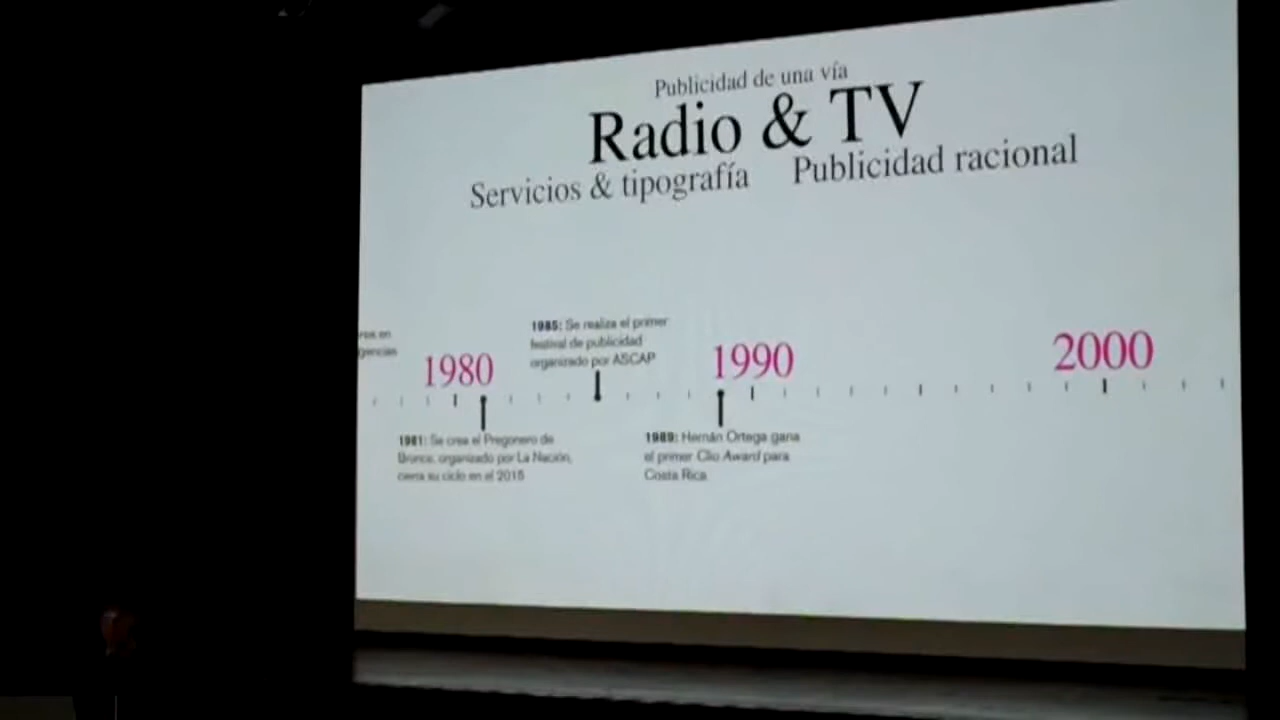 Publicidad de una vía
Radio & TV
Servicios & tipografía Publicidad racional
en
1985: Se realiza el primer
festival de publicidad
organizado por ASCAP
1980
1990
2000
1981: Se crea el Pregonero de
Bronce, organizado por La Nación,
cierra su ciclo en el 2015
1989: Hernán Ortega gana
el primer Clio Award para
Costa Rica